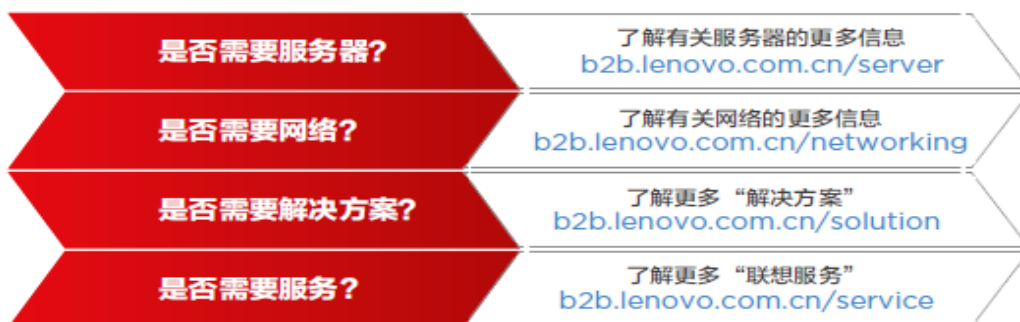 是否需要服务器?
了解有关服务器的更多信息
b2b.lenovo.com.cn/server
是否需要网络?
了解有关网络的更多信息
b2b.lenovo.com.cn/networking
是否需要解决方案?
了解更多“解决方案”
b2b.lenovo.com.cn/solution
是否需要服务?
了解更多“联想服务”
b2b.lenovo.com.cn/service